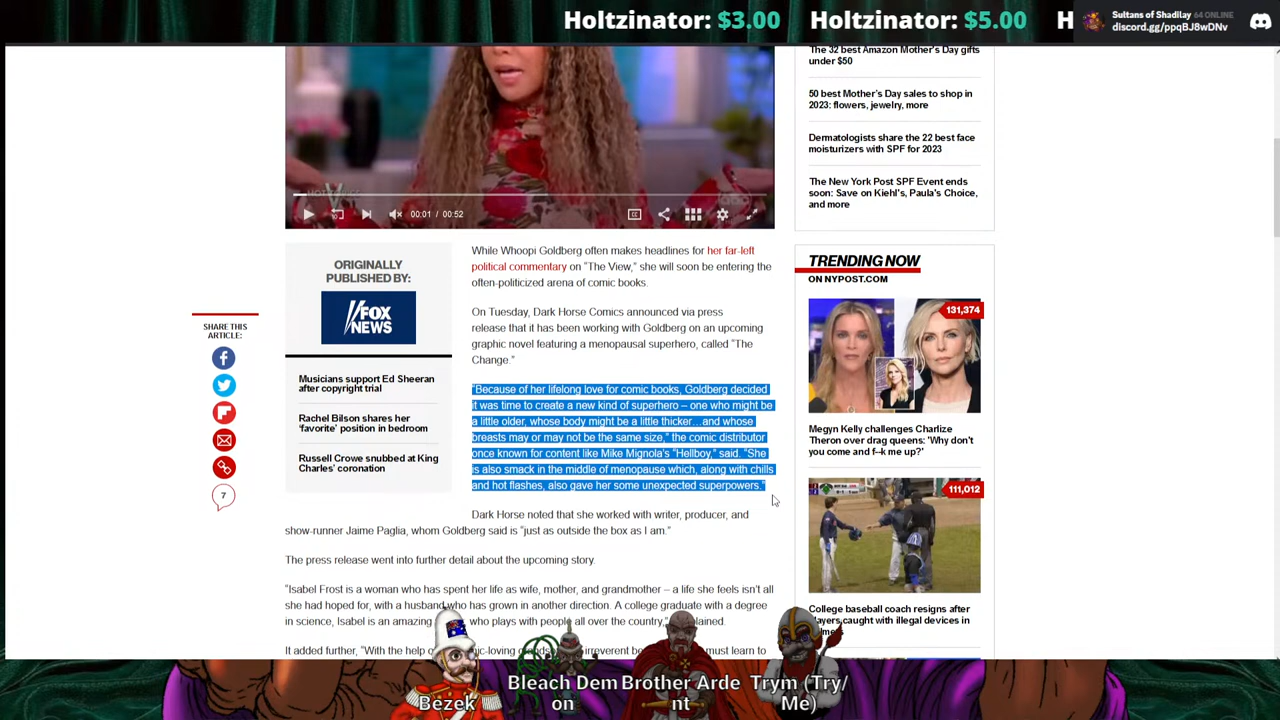 Holtzinator: $3.00
Holtzinator: $5.00
H
Sultans of Shadilay 64 ONLINE
discord.gg/ppqBJ8wDNv
00:01 / 00:52
CC
ORIGINALLY
PUBLISHED BY:
FOX
NEWS
SHARE THIS
ARTICLE:
7
Musicians support Ed Sheeran
after copyright trial
Rachel Bilson shares her
'favorite' position in bedroom
Russell Crowe snubbed at King
Charles' coronation
While Whoopi Goldberg often makes headlines for her far-left
political commentary on "The View," she will soon be entering the
often-politicized arena of comic books.
On Tuesday, Dark Horse Comics announced via press
release that it has been working with Goldberg on an upcoming
graphic novel featuring a menopausal superhero, called "The
Change."
"Because of her lifelong love for comic books, Goldberg decided
it was time to create a new kind of superhero – one who might be
a little older, whose body might be a little thicker…and whose
breasts may or may not be the same size," the comic distributor
once known for content like Mike Mignola's "Hellboy," said. "She
is also smack in the middle of menopause which, along with chills
and hot flashes, also gave her some unexpected superpowers."
Dark Horse noted that she worked with writer, producer, and
show-runner Jaime Paglia, whom Goldberg said is "just as outside the box as I am."
The press release went into further detail about the upcoming story.
"Isabel Frost is a woman who has spent her life as wife, mother, and grandmother – a life she feels isn't all
she had hoped for, with a husband who has grown in another direction. A college graduate with a degree
in science, Isabel is an amazing who plays with people all over the country,"
It added further, "With the help irreverent must learn to
The 32 best Amazon Mother's Day gifts
under $50
50 best Mother's Day sales to shop in
2023: flowers, jewelry, more
Dermatologists share the 22 best face
moisturizers with SPF for 2023
The New York Post SPF Event ends
soon: Save on Kiehl's, Paula's Choice,
and more
TRENDING NOW
ON NYPOST.COM
131,374
Megyn Kelly challenges Charlize
Theron over drag queens: 'Why don't
you come and f--k me up?'
111,012
College baseball coach resigns after
caught with illegal devices in
Bezek
Bleach Dem
on
Brother Arde
nt
Trym (Try/
Me)